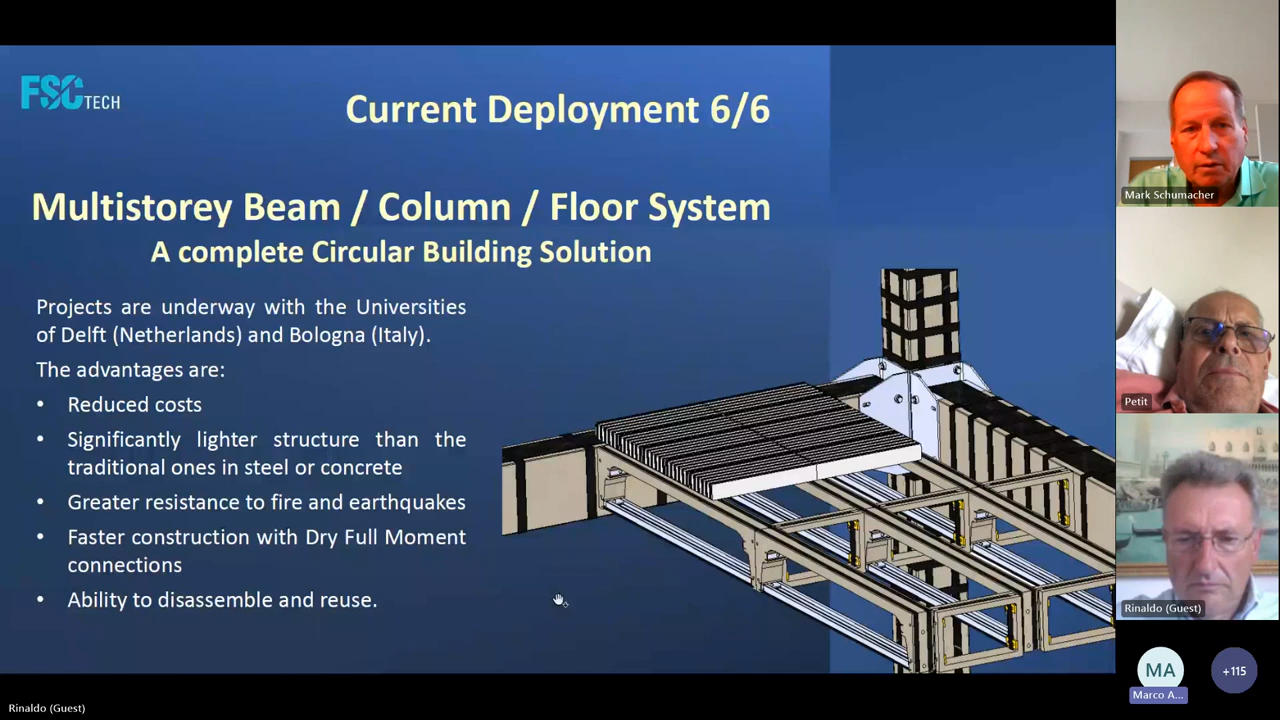 FSC TECH
Current Deployment 6/6
Multistorey Beam / Column / Floor System
A complete Circular Building Solution
Projects are underway with the Universities
of Delft (Netherlands) and Bologna (Italy).
The advantages are:
• Reduced costs
• Significantly lighter structure than the
traditional ones in steel or concrete
• Greater resistance to fire and earthquakes
• Faster construction with Dry Full Moment
connections
• Ability to disassemble and reuse.
Mark Schumacher
Petit
Rinaldo (Guest)
MA
+115
Marco A...
Rinaldo (Guest)